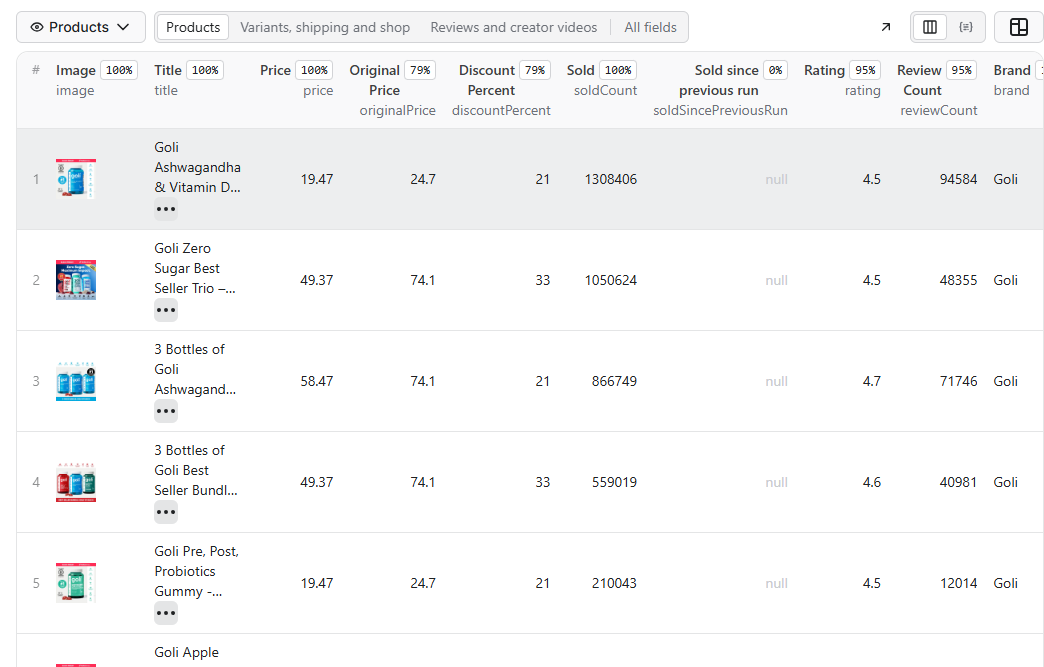 Products
Products Variants, shipping and shop Reviews and creator videos All fields
# Image 100% Title 100% Price 100% Original 79% Discount 79% Sold 100% Sold since 0% Rating 95% Review 95% Brand
Price Percent previous run Count
image title price originalPrice discountPercent soldCount soldSincePreviousRun rating reviewCount brand
Goli
Ashwagandha
& Vitamin D...
1 19.47 24.7 21 1308406 null 4.5 94584 Goli
Goli Zero
Sugar Best
Seller Trio –...
2 49.37 74.1 33 1050624 null 4.5 48355 Goli
3 Bottles of
Goli
Ashwagand...
3 58.47 74.1 21 866749 null 4.7 71746 Goli
3 Bottles of
Goli Best
Seller Bundl...
4 49.37 74.1 33 559019 null 4.6 40981 Goli
Goli Pre, Post,
Probiotics
Gummy -...
5 19.47 24.7 21 210043 null 4.5 12014 Goli
Goli Apple